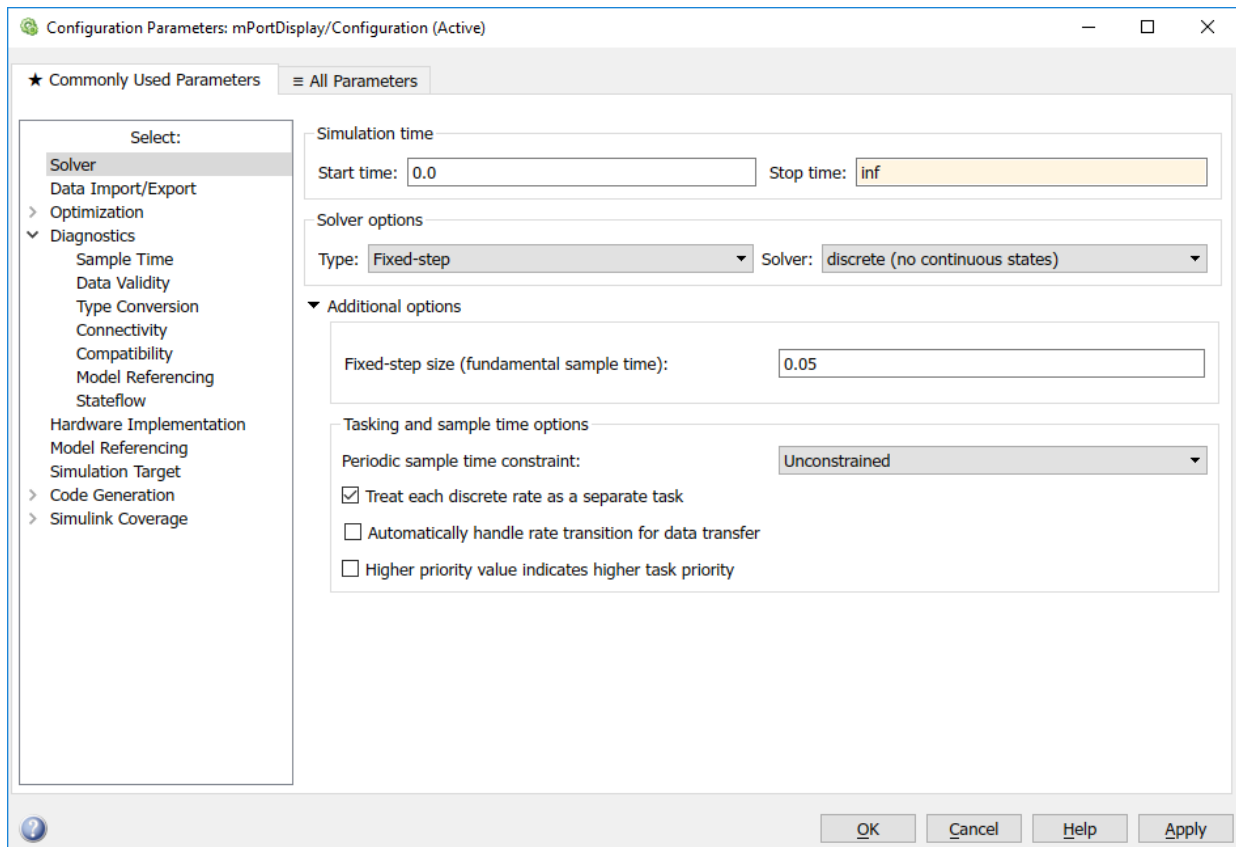 Configuration Parameters: mPortDisplay/Configuration (Active)
★ Commonly Used Parameters
≡ All Parameters
Select:
Solver
Data Import/Export
Optimization
Diagnostics
Sample Time
Data Validity
Type Conversion
Connectivity
Compatibility
Model Referencing
Stateflow
Hardware Implementation
Model Referencing
Simulation Target
Code Generation
Simulink Coverage
Simulation time
Start time: 0.0 Stop time: inf
Solver options
Type: Fixed-step Solver: discrete (no continuous states)
Additional options
Fixed-step size (fundamental sample time): 0.05
Tasking and sample time options
Periodic sample time constraint: Unconstrained
Treat each discrete rate as a separate task
Automatically handle rate transition for data transfer
Higher priority value indicates higher task priority
? OK Cancel Help Apply